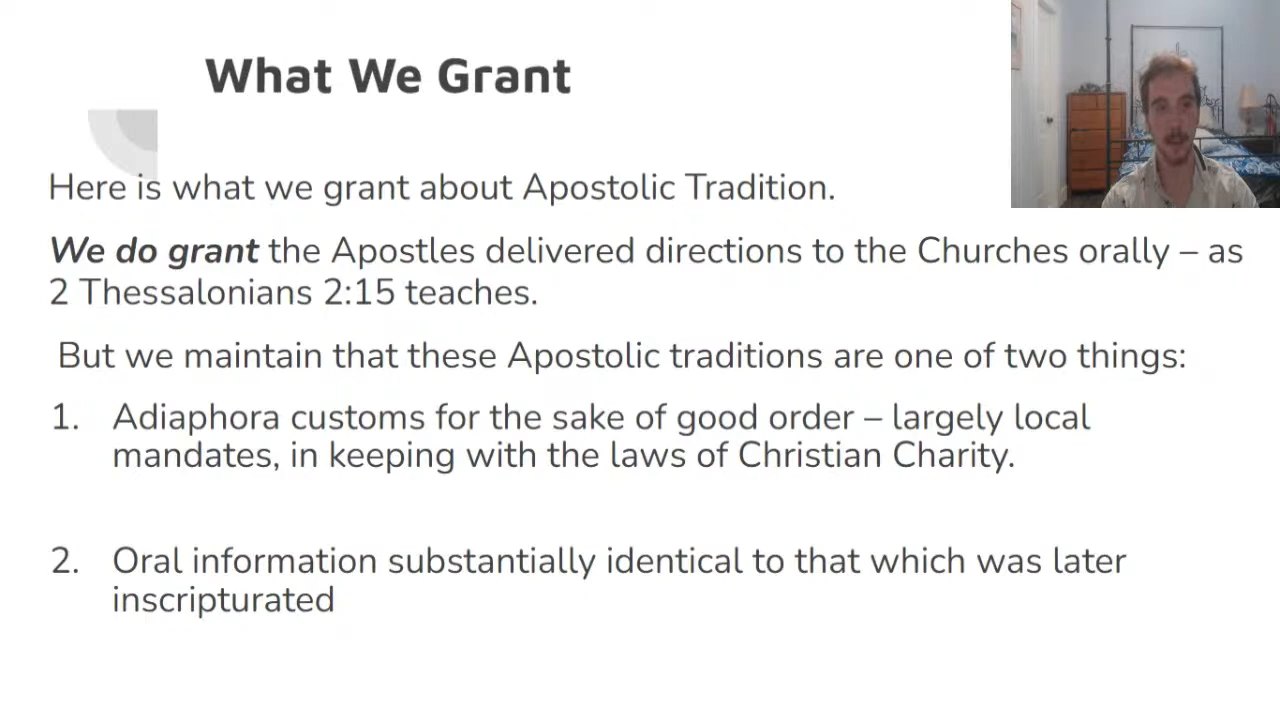 What We Grant
Here is what we grant about Apostolic Tradition.
We do grant the Apostles delivered directions to the Churches orally – as
2 Thessalonians 2:15 teaches.
But we maintain that these Apostolic traditions are one of two things:
1. Adiaphora customs for the sake of good order – largely local
mandates, in keeping with the laws of Christian Charity.
2. Oral information substantially identical to that which was later
inscripturated